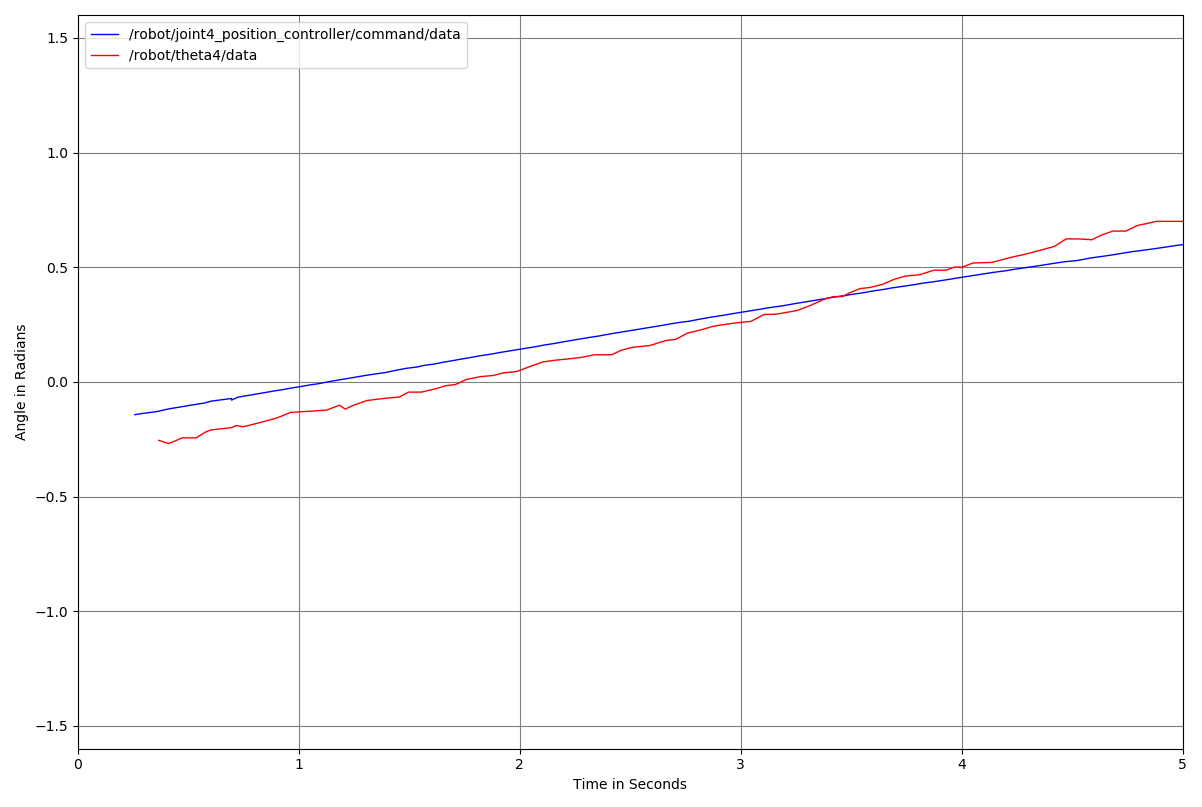 /robot/joint4_position_controller/command/data
/robot/theta4/data
1.5
1.0
0.5
0.0
−0.5
−1.0
−1.5
Angle in Radians
0 1 2 3 4 5
Time in Seconds